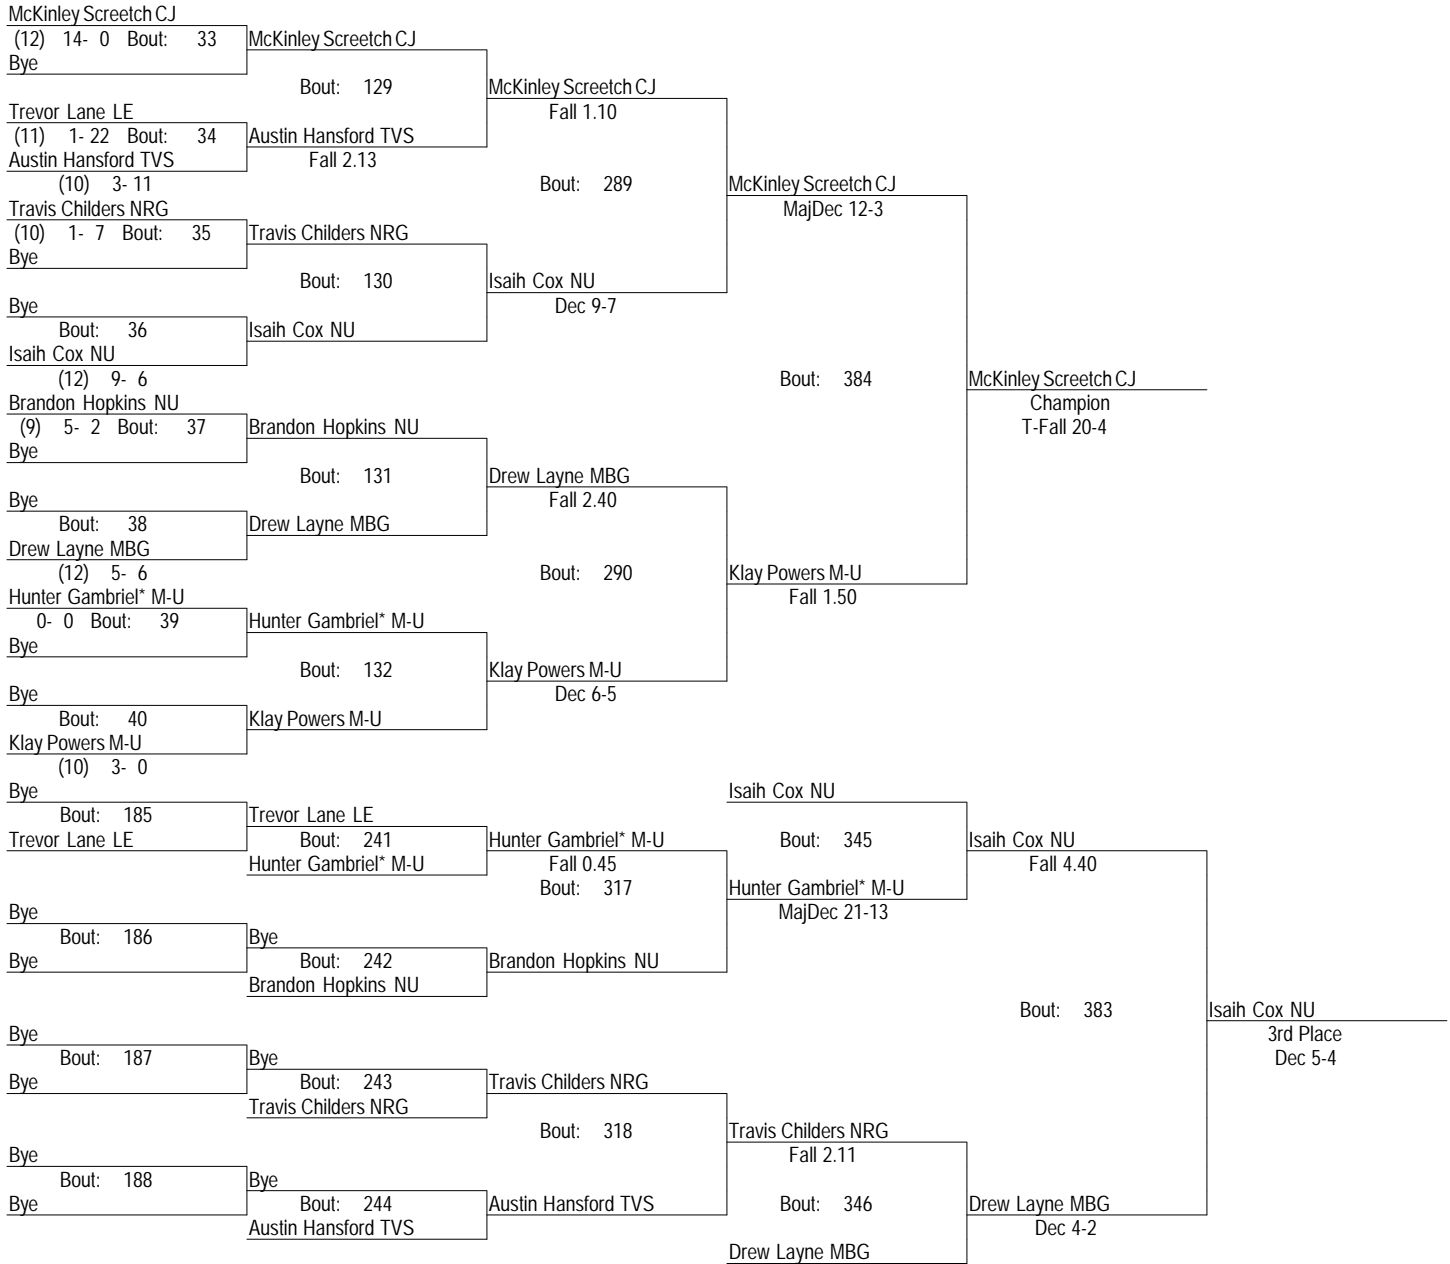 McKinley Screetch CJ
(12) 14- 0 Bout: 33 McKinley Screetch CJ
Bye
Bout: 129 McKinley Screetch CJ
Trevor Lane LE Fall 1.10
(11) 1- 22 Bout: 34 Austin Hansford TVS
Austin Hansford TVS Fall 2.13
(10) 3- 11 Bout: 289 McKinley Screetch CJ
Travis Childers NRG MajDec 12-3
(10) 1- 7 Bout: 35 Travis Childers NRG
Bye
Bout: 130 Isaih Cox NU
Bye Dec 9-7
Bout: 36 Isaih Cox NU
Isaih Cox NU
(12) 9- 6 Bout: 384 McKinley Screetch CJ
Brandon Hopkins NU Champion
(9) 5- 2 Bout: 37 Brandon Hopkins NU T-Fall 20-4
Bye
Bout: 131 Drew Layne MBG
Bye Fall 2.40
Bout: 38 Drew Layne MBG
Drew Layne MBG
(12) 5- 6 Bout: 290 Klay Powers M-U
Hunter Gambriel* M-U Fall 1.50
0- 0 Bout: 39 Hunter Gambriel* M-U
Bye
Bout: 132 Klay Powers M-U
Bye Dec 6-5
Bout: 40 Klay Powers M-U
Klay Powers M-U
(10) 3- 0
Bye Isaih Cox NU
Bout: 185 Trevor Lane LE
Trevor Lane LE Bout: 241 Hunter Gambriel* M-U Bout: 345 Isaih Cox NU
Hunter Gambriel* M-U Fall 0.45 Fall 4.40
Bout: 317 Hunter Gambriel* M-U
Bye MajDec 21-13
Bout: 186 Bye
Bye Bout: 242 Brandon Hopkins NU
Brandon Hopkins NU
Bout: 383 Isaih Cox NU
Bye 3rd Place
Bout: 187 Bye Dec 5-4
Bye Bout: 243 Travis Childers NRG
Travis Childers NRG
Bout: 318 Travis Childers NRG
Bye Fall 2.11
Bout: 188 Bye
Bye Bout: 244 Austin Hansford TVS Bout: 346 Drew Layne MBG
Austin Hansford TVS Dec 4-2
Drew Layne MBG